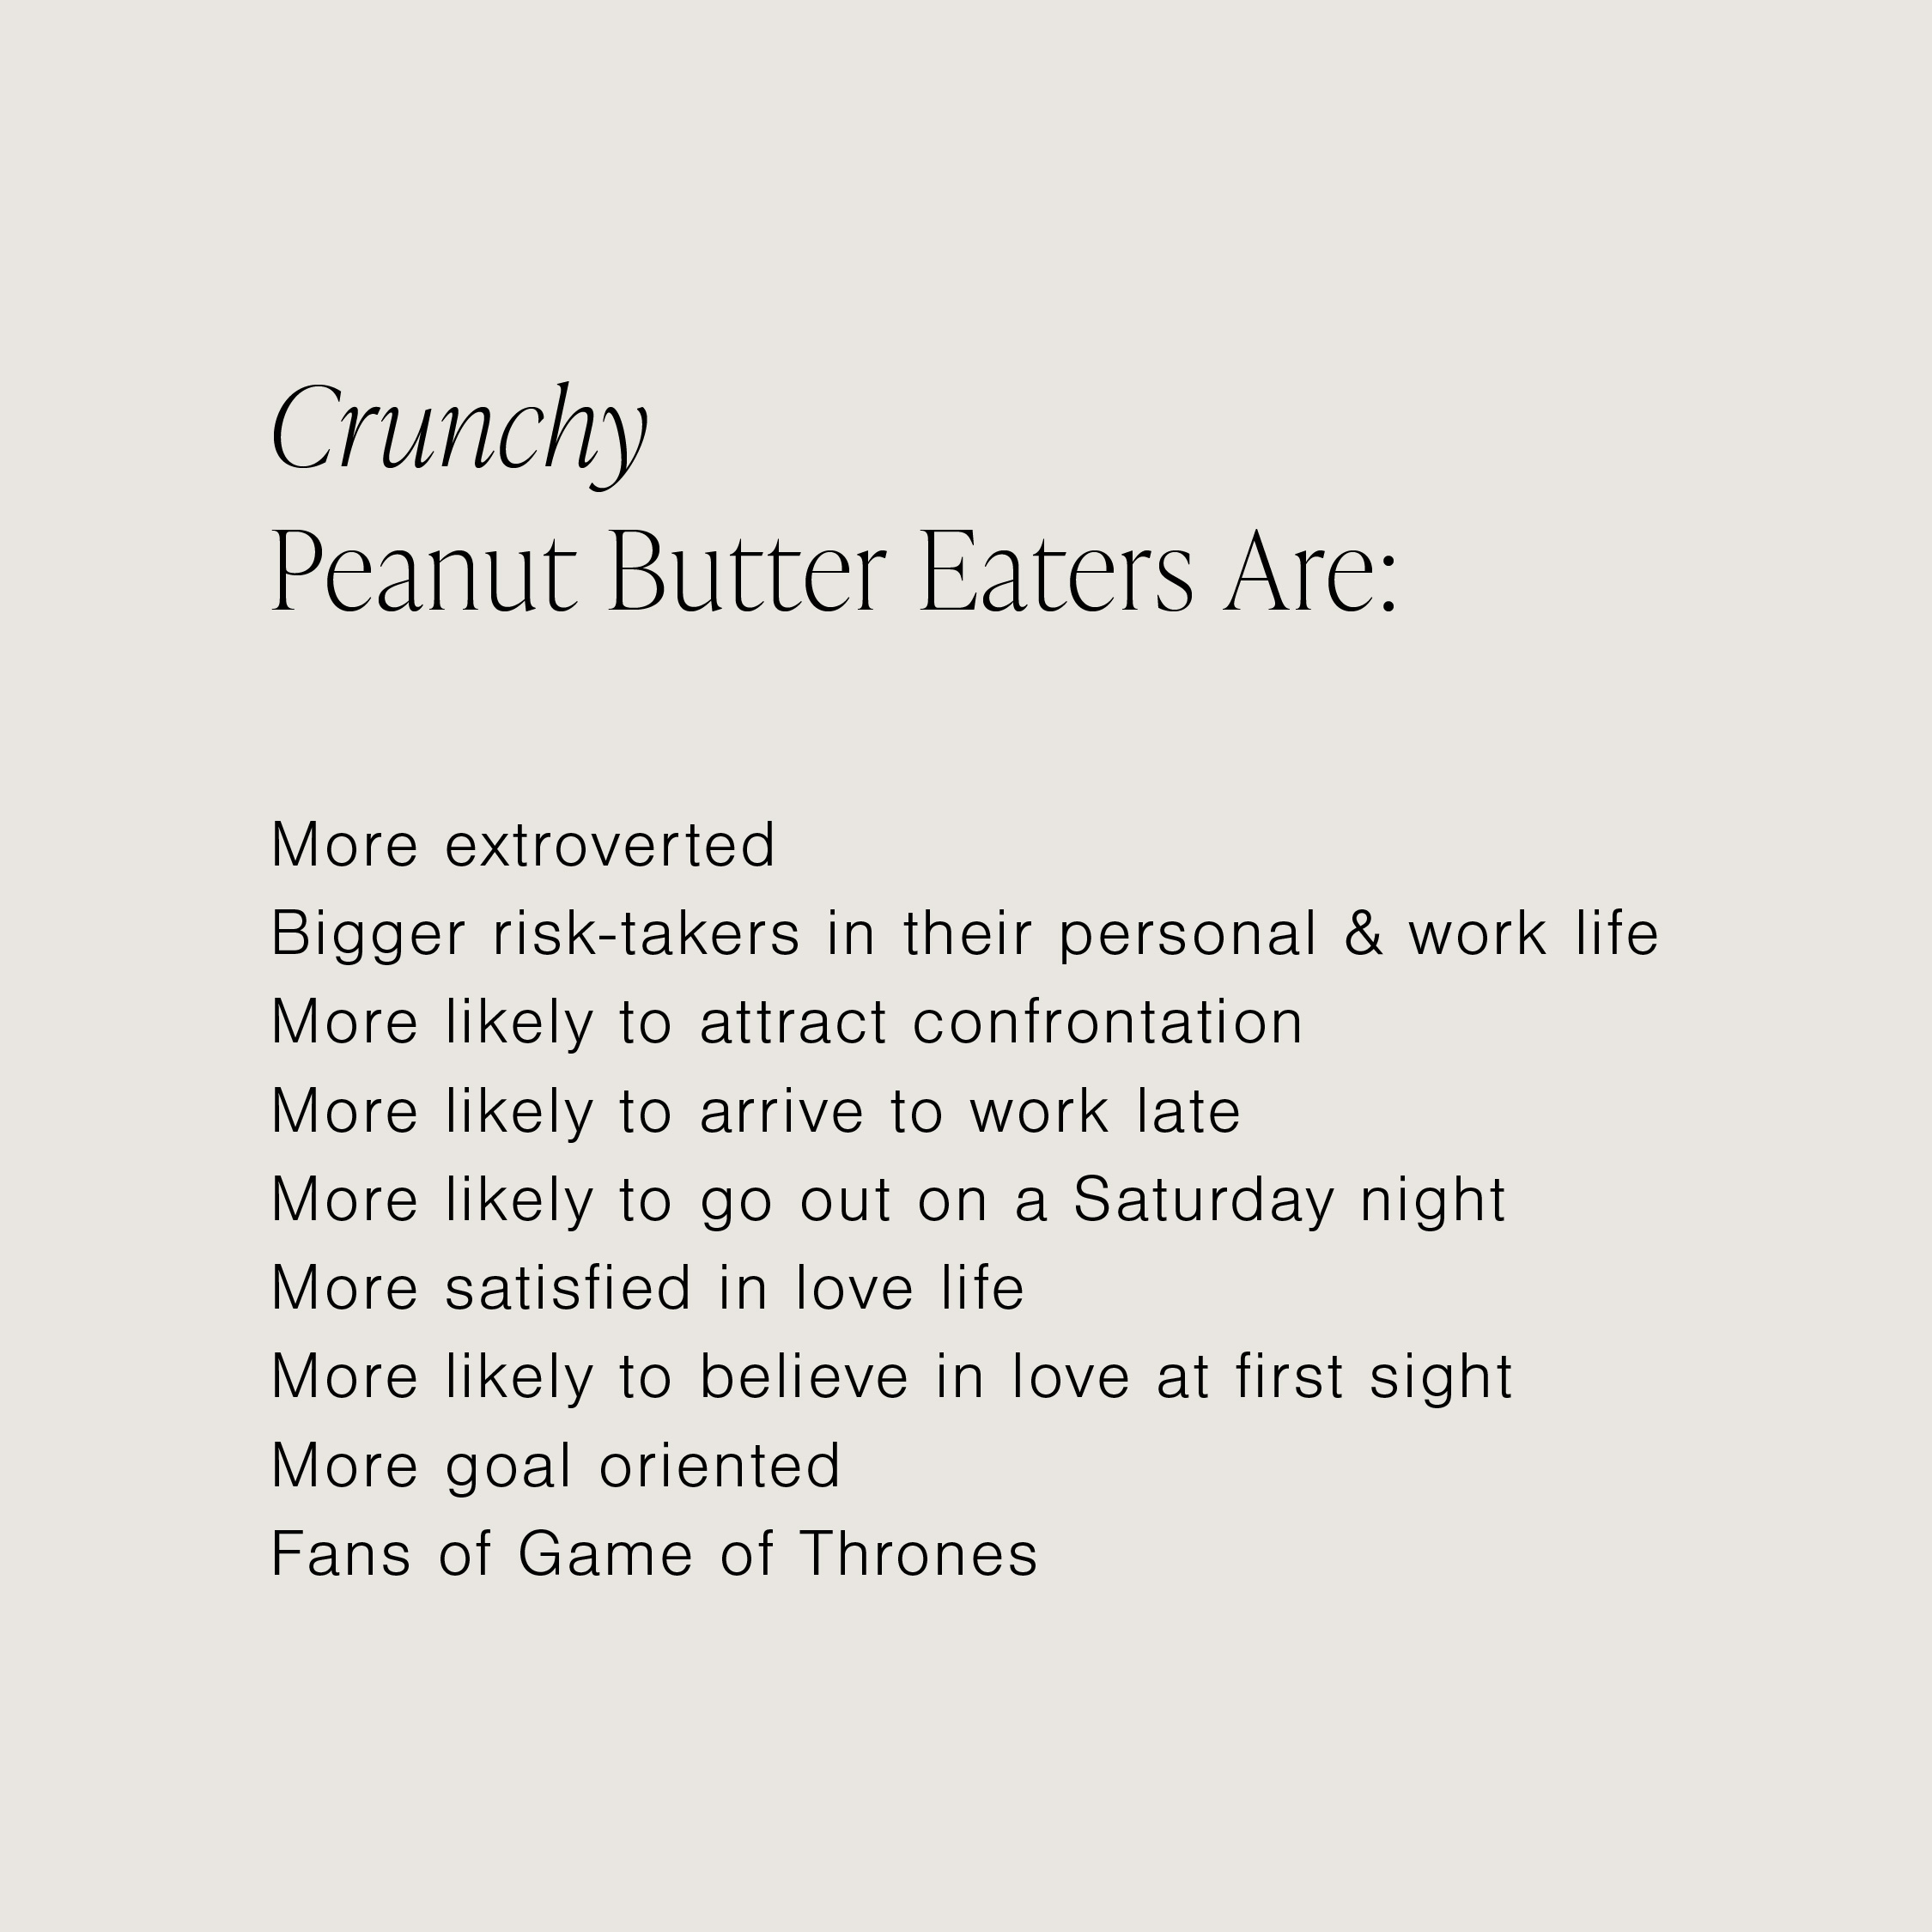 Crunchy
Peanut Butter Eaters Are:
More extroverted
Bigger risk-takers in their personal & work life
More likely to attract confrontation
More likely to arrive to work late
More likely to go out on a Saturday night
More satisfied in love life
More likely to believe in love at first sight
More goal oriented
Fans of Game of Thrones